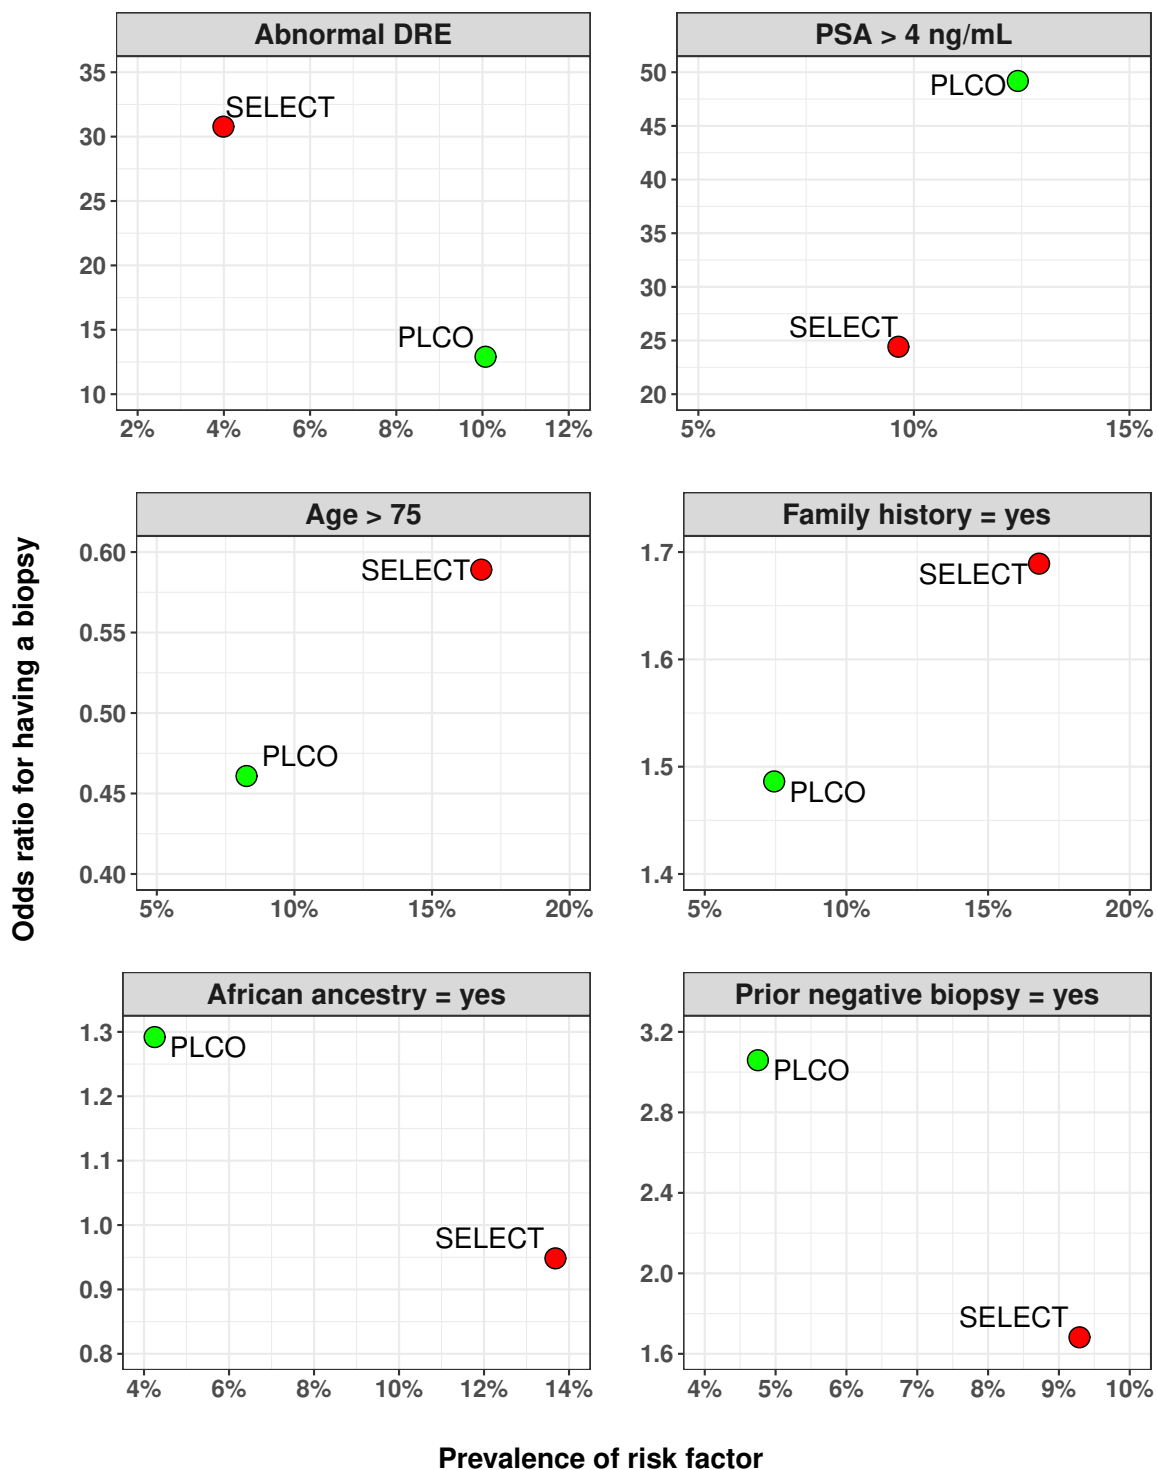 Abnormal DRE
35
30
25
20
15
10
SELECT
PLCO
2% 4% 6% 8% 10% 12%
PSA > 4 ng/mL
50
45
40
35
30
25
20
PLCO
SELECT
5% 10% 15%
Odds ratio for having a biopsy
Age > 75
0.60
0.55
0.50
0.45
0.40
SELECT
PLCO
5% 10% 15% 20%
Family history = yes
1.7
1.6
1.5
1.4
SELECT
PLCO
5% 10% 15% 20%
African ancestry = yes
1.3
1.2
1.1
1.0
0.9
0.8
PLCO
SELECT
4% 6% 8% 10% 12% 14%
Prior negative biopsy = yes
3.2
2.8
2.4
2.0
1.6
PLCO
SELECT
4% 5% 6% 7% 8% 9% 10%
Prevalence of risk factor